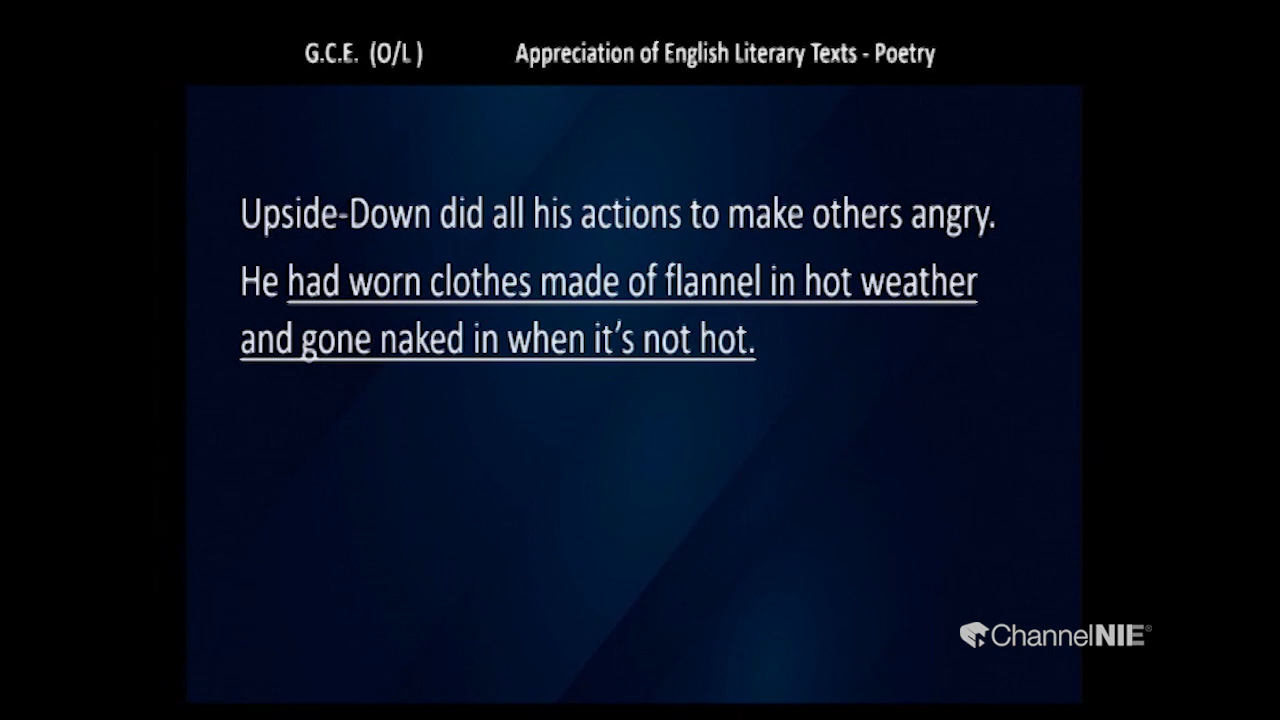 G.C.E. (O/L) Appreciation of English Literary Texts - Poetry
Upside-Down did all his actions to make others angry.
He had worn clothes made of flannel in hot weather
and gone naked in when it's not hot.
ChannelNIE®